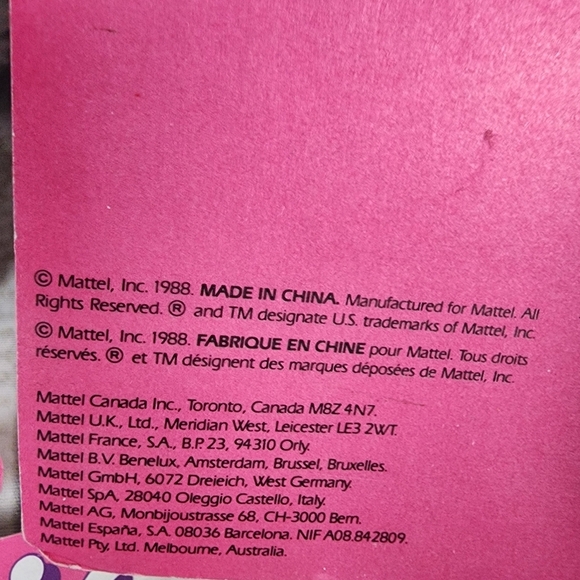 © Mattel, Inc. 1988. MADE IN CHINA. Manufactured for Mattel. All
Rights Reserved. ® and TM designate U.S. trademarks of Mattel, Inc.
© Mattel, Inc. 1988. FABRIQUE EN CHINE pour Mattel. Tous droits
réservés. ® et TM désignent des marques déposées de Mattel, Inc.
Mattel Canada Inc., Toronto, Canada M8Z 4N7.
Mattel U.K., Ltd., Meridian West, Leicester LE3 2WT.
Mattel France, S.A., B.P. 23, 94310 Orly.
Mattel B.V. Benelux, Amsterdam, Brussel, Bruxelles.
Mattel GmbH, 6072 Dreieich, West Germany.
Mattel SpA, 28040 Oleggio Castello, Italy.
Mattel AG, Monbijoustrasse 68, CH-3000 Bern.
Mattel España, S.A. 08036 Barcelona. NIF A08.842809.
Mattel Pty, Ltd. Melbourne, Australia.